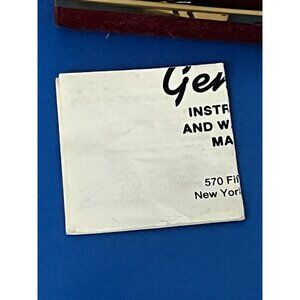 Gen
INSTR
AND W
MA
570 Fif
New York